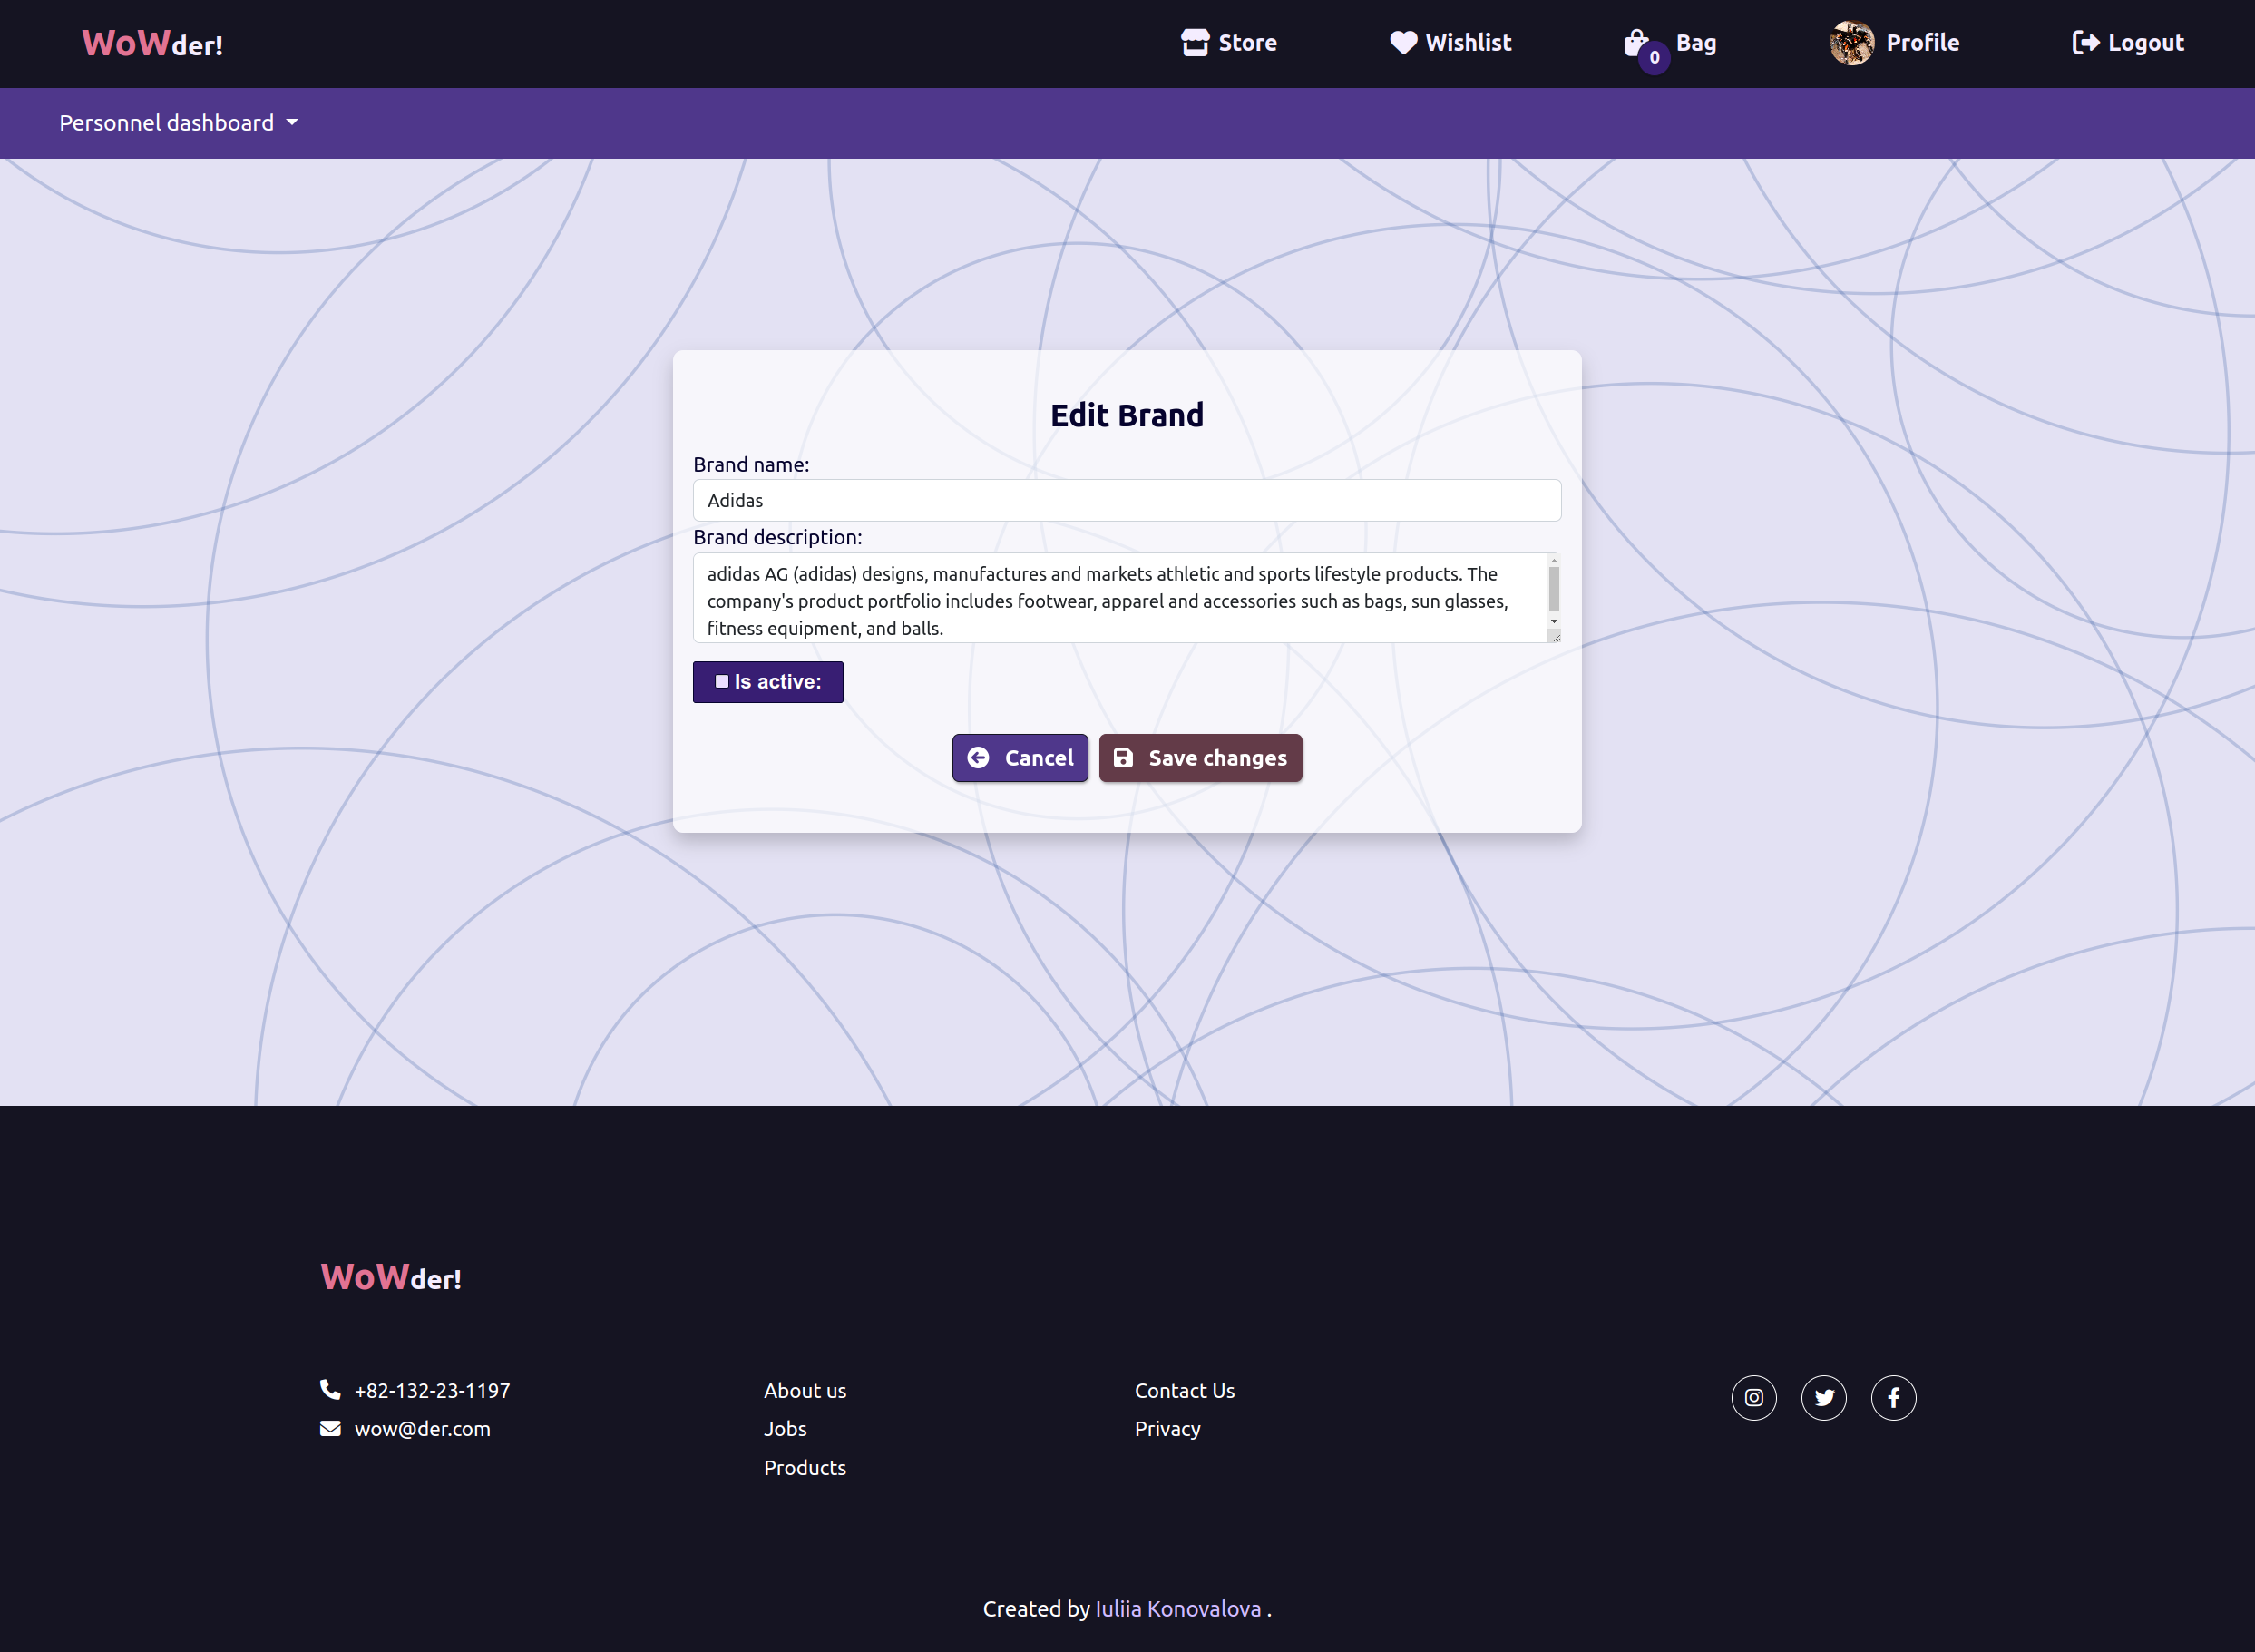 WoWder!
Store
Wishlist
0
Bag
Profile
Logout
Personnel dashboard
Edit Brand
Brand name:
Adidas
Brand description:
adidas AG (adidas) designs, manufactures and markets athletic and sports lifestyle products. The
company's product portfolio includes footwear, apparel and accessories such as bags, sun glasses,
fitness equipment, and balls.
Is active:
Cancel
Save changes
WoWder!
+82-132-23-1197
wow@der.com
About us
Jobs
Products
Contact Us
Privacy
Created by Iuliia Konovalova .